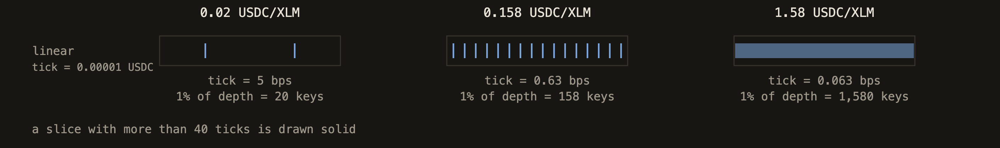 0.02 USDC/XLM
0.158 USDC/XLM
1.58 USDC/XLM
linear
tick = 0.00001 USDC
tick = 5 bps
1% of depth = 20 keys
tick = 0.63 bps
1% of depth = 158 keys
tick = 0.063 bps
1% of depth = 1,580 keys
a slice with more than 40 ticks is drawn solid